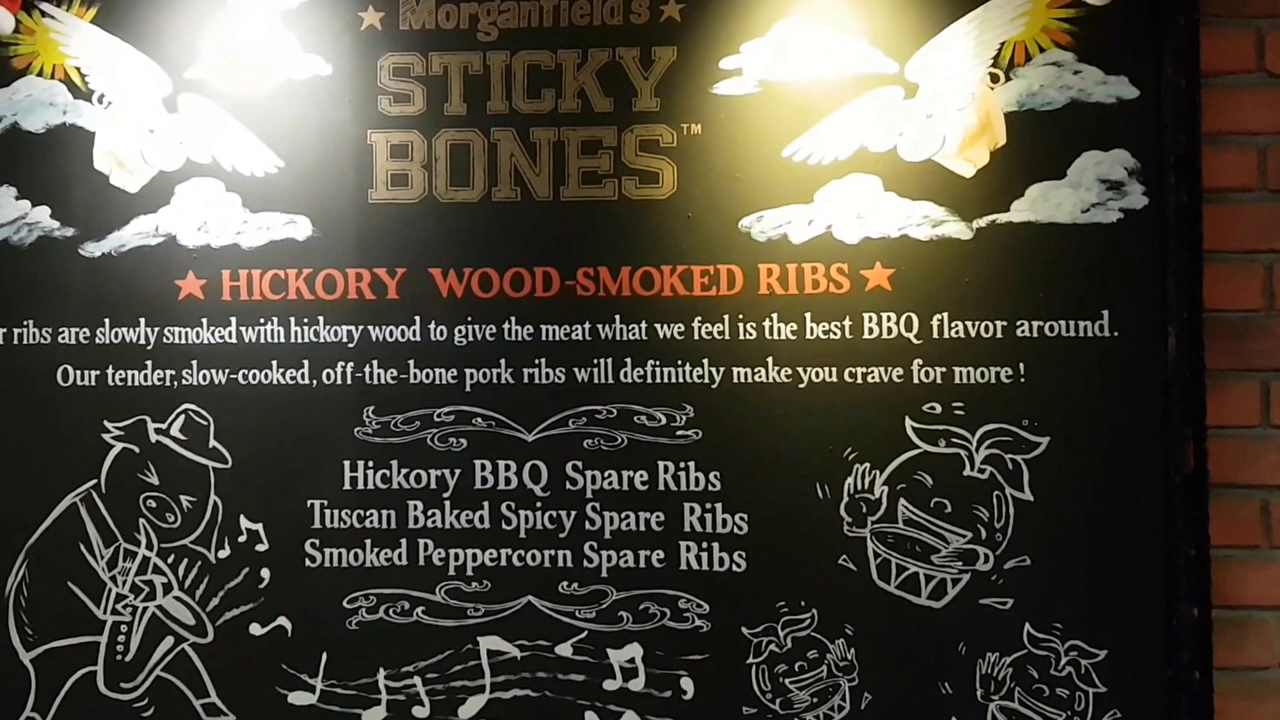 ★ Morganfield's ★
STICKY
BONES™
★ HICKORY WOOD-SMOKED RIBS ★
ribs are slowly smoked with hickory wood to give the meat what we feel is the best BBQ flavor around.
Our tender, slow-cooked, off-the-bone pork ribs will definitely make you crave for more!
Hickory BBQ Spare Ribs
Tuscan Baked Spicy Spare Ribs
Smoked Peppercorn Spare Ribs